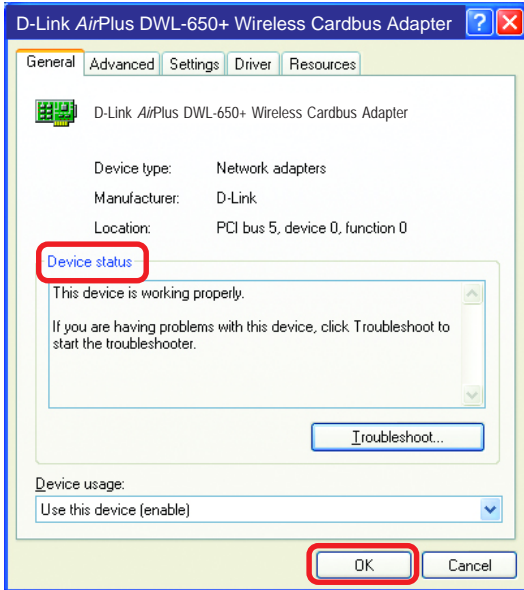 D-Link AirPlus DWL-650+ Wireless Cardbus Adapter
General Advanced Settings Driver Resources
D-Link AirPlus DWL-650+ Wireless Cardbus Adapter
Device type: Network adapters
Manufacturer: D-Link
Location: PCI bus 5, device 0, function 0
Device status
This device is working properly.
If you are having problems with this device, click Troubleshoot to
start the troubleshooter.
Troubleshoot...
Device usage:
Use this device (enable)
OK Cancel